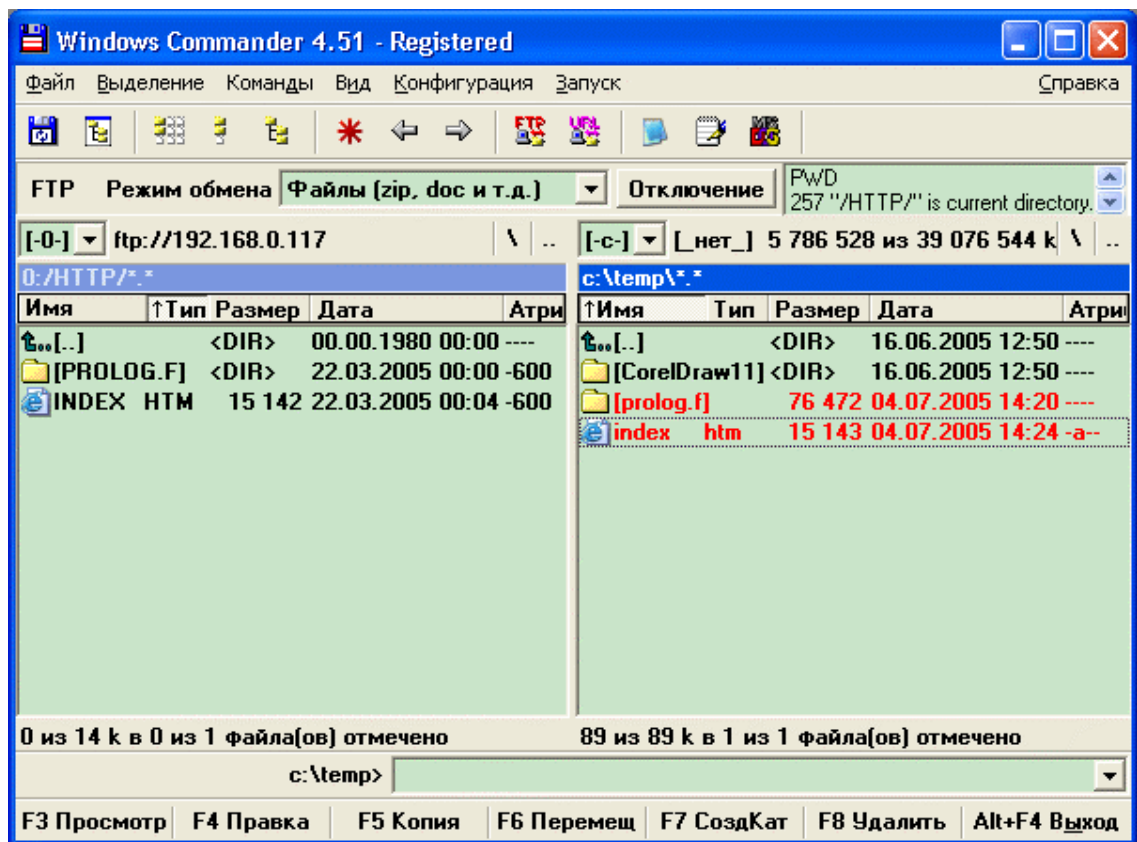 Windows Commander 4.51 - Registered
Файл Выделение Команды Вид Конфигурация Запуск Справка
FTP URL
FTP Режим обмена Файлы (zip, doc и т.д.) Отключение
PWD
257 "/HTTP/" is current directory.
[-0-] ftp://192.168.0.117 \ ..
[-c-] [_нет_] 5 786 528 из 39 076 544 k \ ..
0:/HTTP/*.*
c:\temp\*.*
Имя ↑Тип Размер Дата Атри
[..] <DIR> 00.00.1980 00:00 ----
[PROLOG.F] <DIR> 22.03.2005 00:00 -600
INDEX HTM 15 142 22.03.2005 00:04 -600
↑Имя Тип Размер Дата Атри
[..] <DIR> 16.06.2005 12:50 ----
[CorelDraw11] <DIR> 16.06.2005 12:50 ----
[prolog.f] 76 472 04.07.2005 14:20 ----
index htm 15 143 04.07.2005 14:24 -a--
0 из 14 k в 0 из 1 файла(ов) отмечено
89 из 89 k в 1 из 1 файла(ов) отмечено
c:\temp>
F3 Просмотр F4 Правка F5 Копия F6 Перемещ F7 СоздКат F8 Удалить Alt+F4 Выход